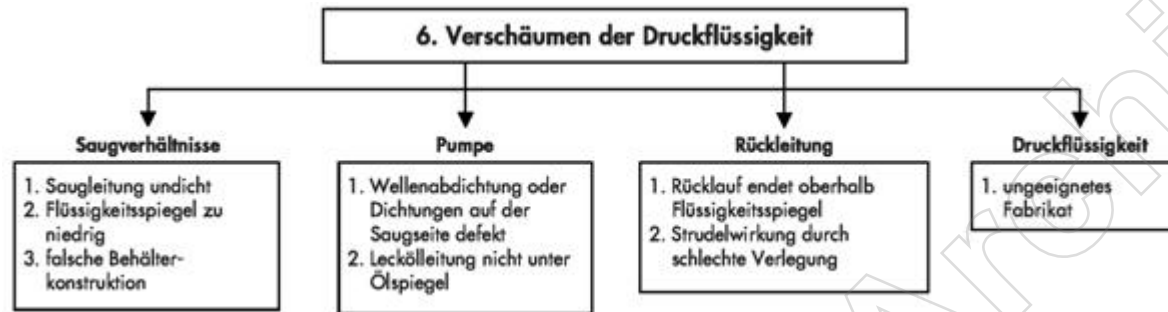 6. Verschäumen der Druckflüssigkeit
Saugverhältnisse
1. Saugleitung undicht
2. Flüssigkeitsspiegel zu
niedrig
3. falsche Behälter-
konstruktion
Pumpe
1. Wellenabdichtung oder
Dichtungen auf der
Saugseite defekt
2. Leckölleitung nicht unter
Ölspiegel
Rückleitung
1. Rücklauf endet oberhalb
Flüssigkeitsspiegel
2. Strudelwirkung durch
schlechte Verlegung
Druckflüssigkeit
1. ungeeignetes
Fabrikat
Archi